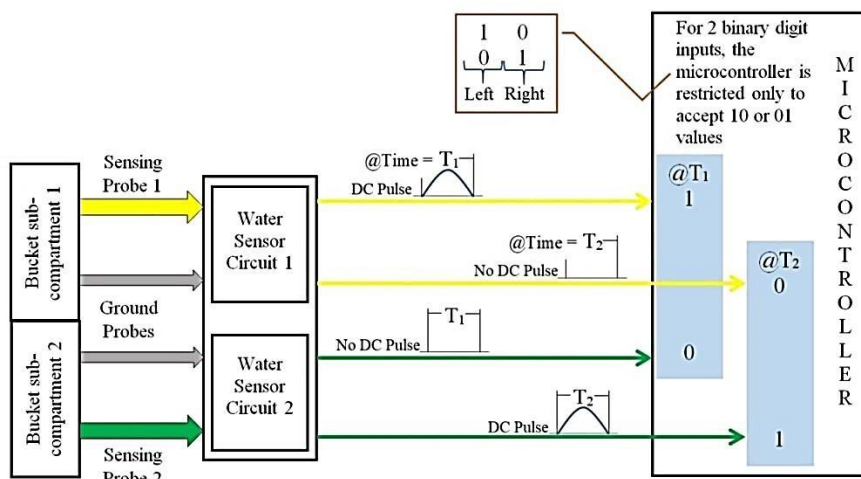 1 0
0 1
Left Right
For 2 binary digit
inputs, the
microcontroller is
restricted only to
accept 10 or 01
values
MICROCONTROLLER
Bucket sub-
compartment 1
Sensing
Probe 1
Water
Sensor
Circuit 1
@Time = T₁
DC Pulse
@T₁
1
@Time = T₂
No DC Pulse
@T₂
0
Ground
Probes
Bucket sub-
compartment 2
Water
Sensor
Circuit 2
T₁
No DC Pulse
0
T₂
DC Pulse
1
Sensing
Probe 2